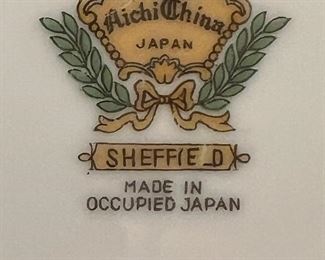 Aichi China
JAPAN
SHEFFIELD
MADE IN
OCCUPIED JAPAN